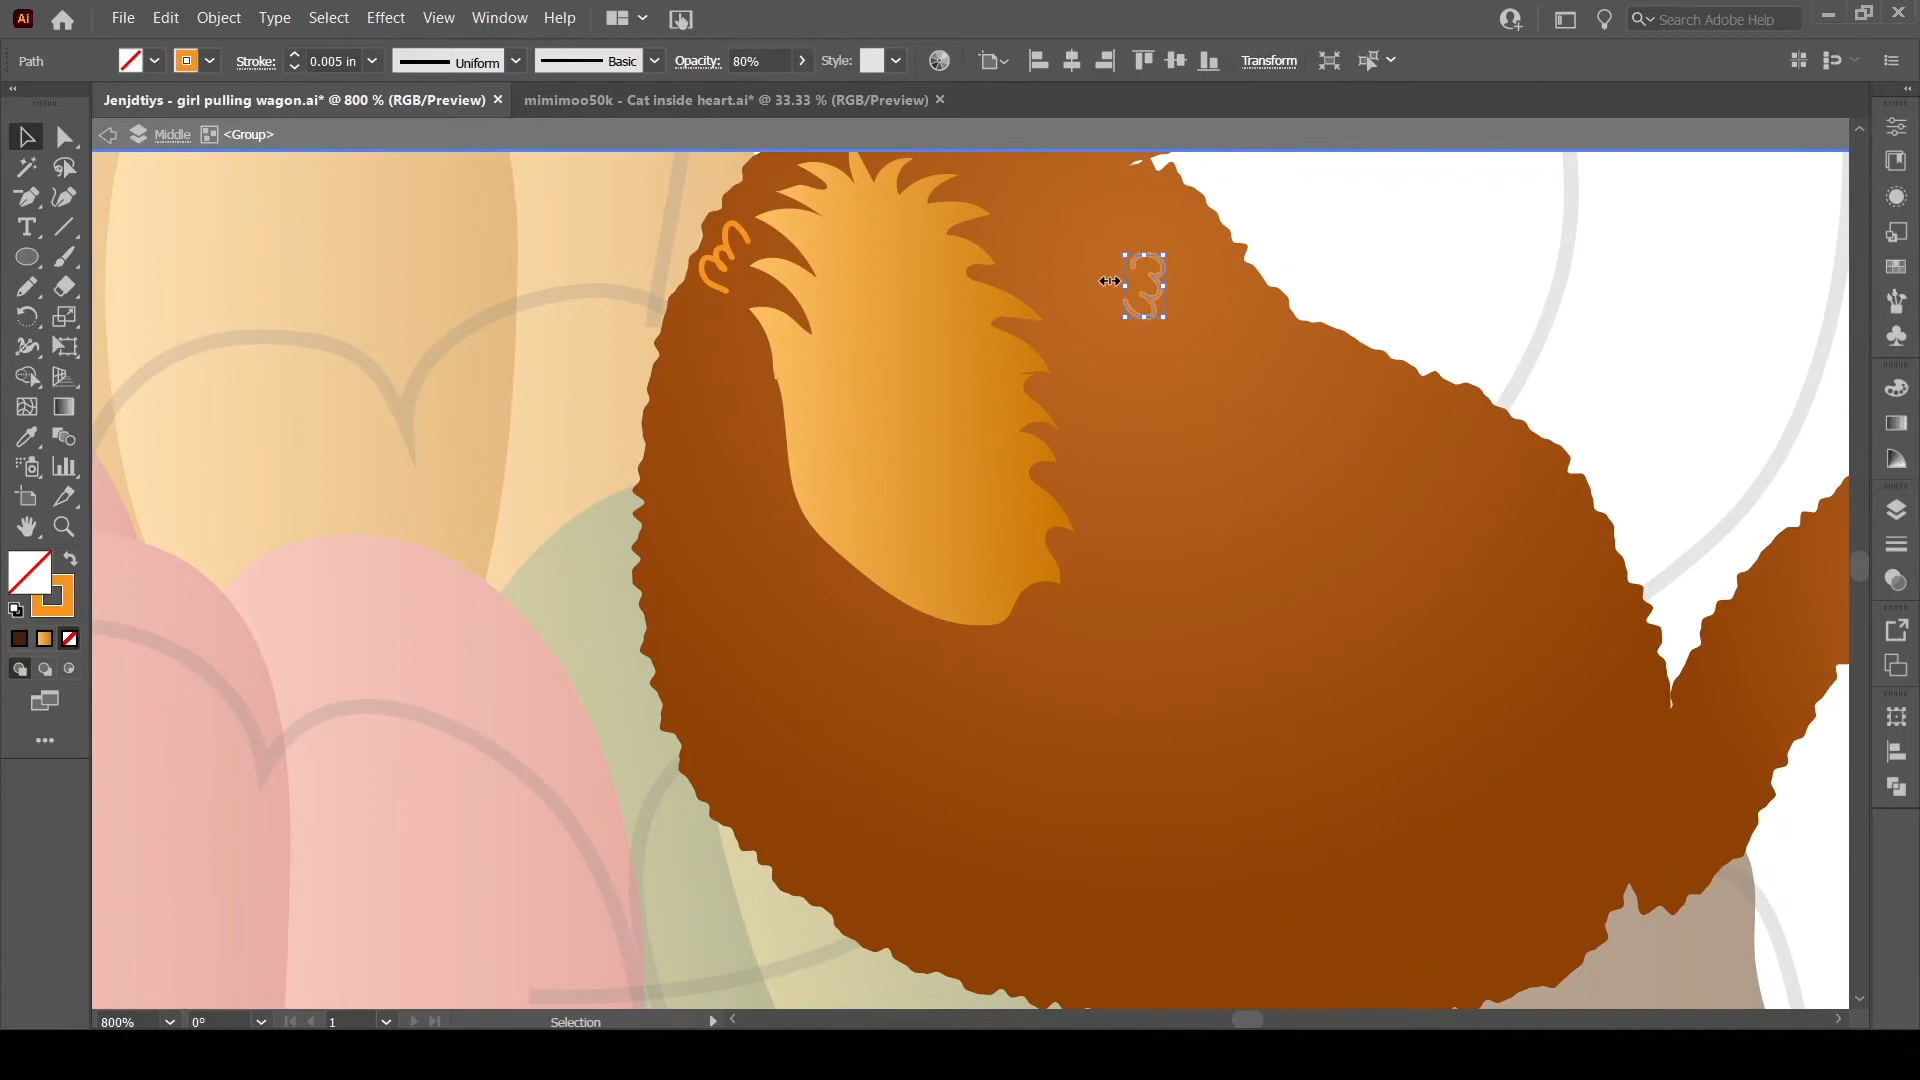 Ai File Edit Object Type Select Effect View Window Help Search Adobe Help
Path Stroke: 0.005 in Uniform Basic Opacity: 80% Style: Transform
Jenjdtiys - girl pulling wagon.ai* @ 800 % (RGB/Preview) × mimimoo50k - Cat inside heart.ai* @ 33.33 % (RGB/Preview) ×
Middle <Group>
800% 0° 1 Selection